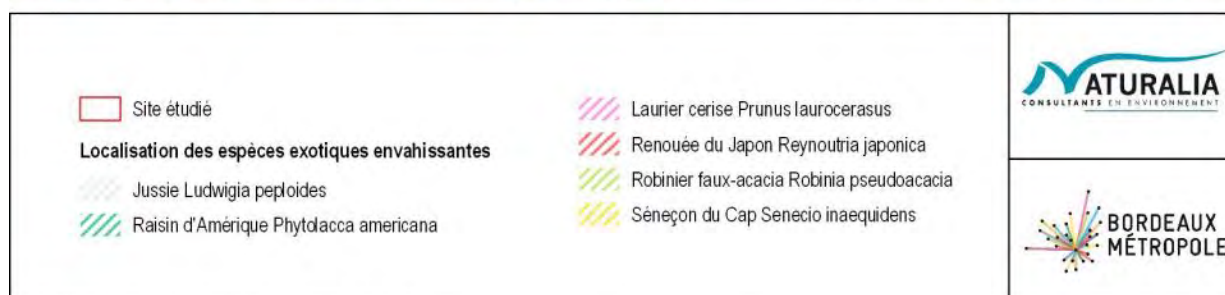 Site étudié
Localisation des espèces exotiques envahissantes
Jussie Ludwigia peploides
Raisin d'Amérique Phytolacca americana
Laurier cerise Prunus laurocerasus
Renouée du Japon Reynoutria japonica
Robinier faux-acacia Robinia pseudoacacia
Séneçon du Cap Senecio inaequidens
NATURALIA
CONSULTANTS EN ENVIRONNEMENT
BORDEAUX
MÉTROPOLE